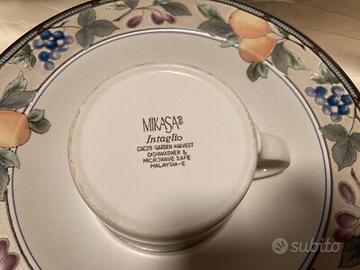 MIKASA®
Intaglio
CAC29 GARDEN HARVEST
DISHWASHER &
MICROWAVE SAFE
MALAYSIA-E
subito